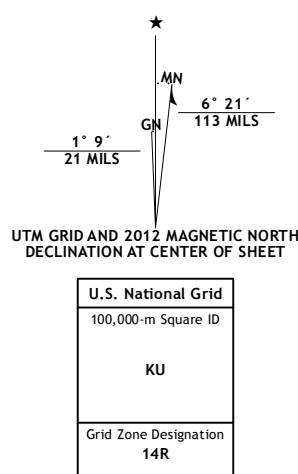 ★
MN
6° 21´
113 MILS
GN
1° 9´
21 MILS
UTM GRID AND 2012 MAGNETIC NORTH
DECLINATION AT CENTER OF SHEET
U.S. National Grid
100,000-m Square ID
KU
Grid Zone Designation
14R